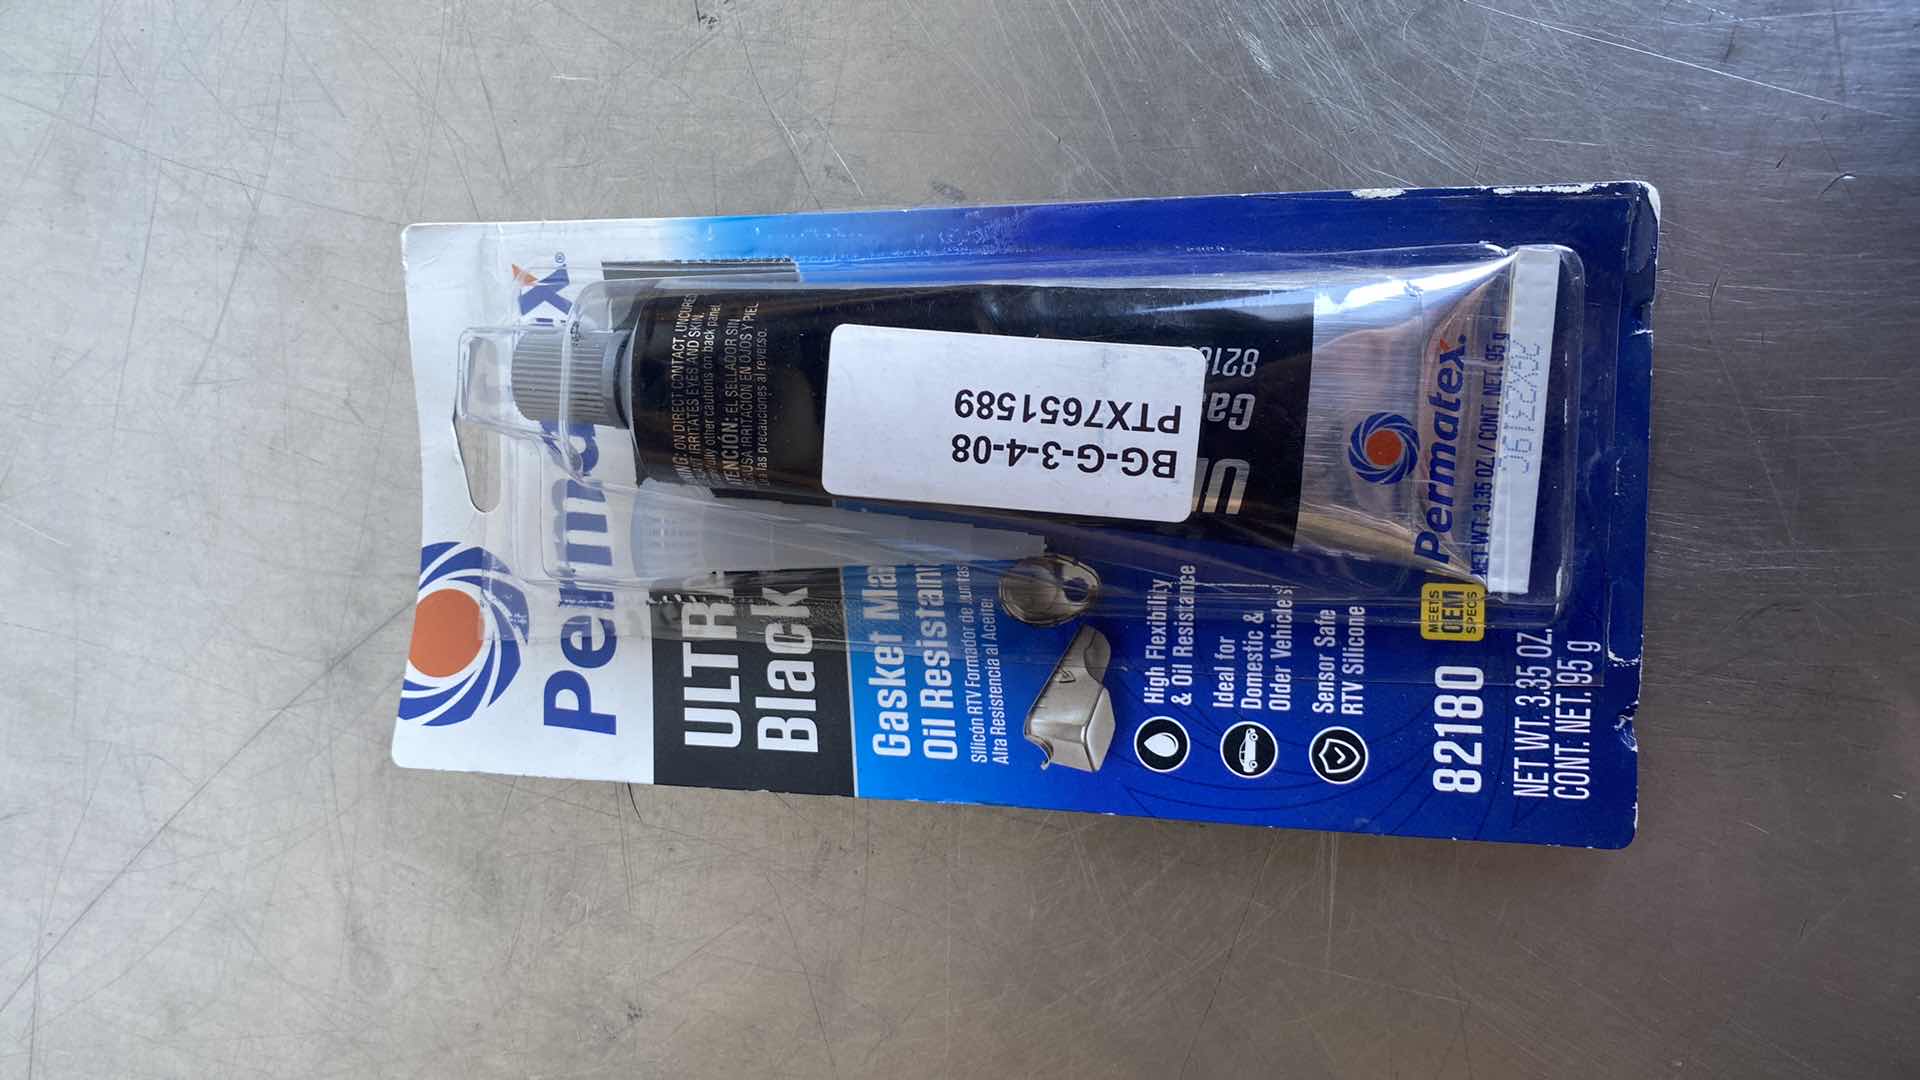 Permatex®
ULTRA
Black
Gasket Ma
Oil Resistan
Silicón RTV Formador de Juntas
Alta Resistencia al Aceite
High Flexibility
& Oil Resistance
Ideal for
Domestic &
Older Vehicles
Sensor Safe
RTV Silicone
MEETS
OEM
SPECS
82180
NET WT. 3.35 OZ.
CONT. NET. 95 g
ON DIRECT CONTACT, UNCURED
IRRITATES EYES AND SKIN.
other cautions on back panel.
EL SELLADOR SIN
IRRITACIÓN EN OJOS Y PIEL
las precauciones al reverso.
BG-G-3-4-08
PTX7651589
Ul
Ga
8218
Permatex.
NET WT. 3.35 OZ / CONT. NET. 95 g